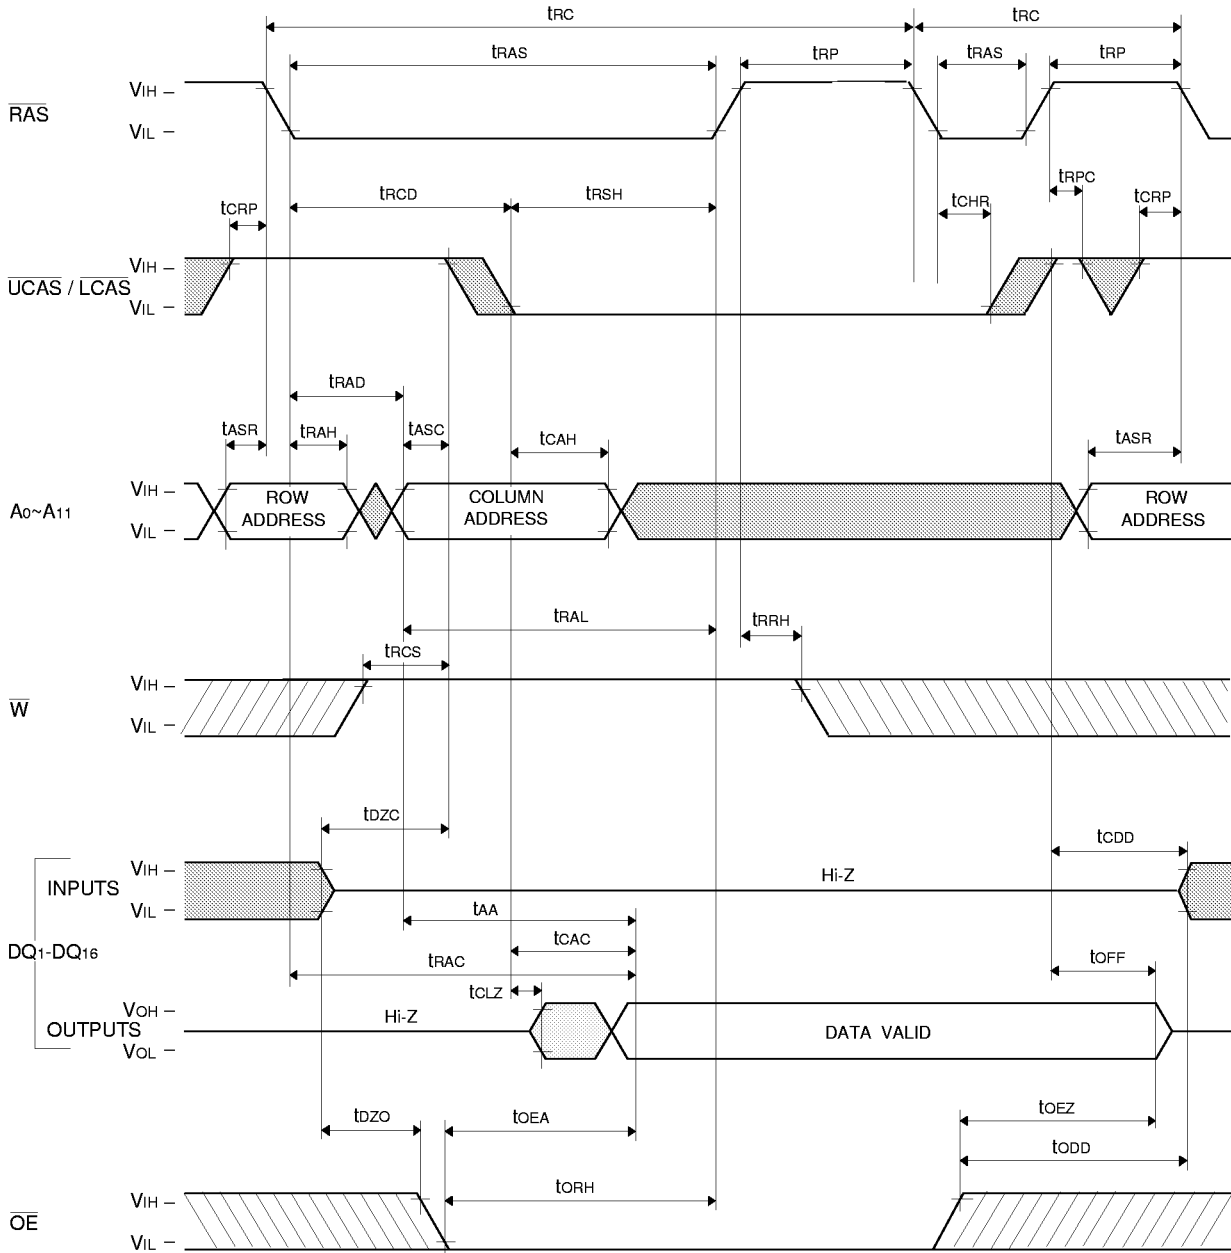 tRC tRC
tRAS tRP tRAS tRP
VIH
RAS
VIL
tRCD tRSH tRPC
tCRP tCHR tCRP
VIH
UCAS / LCAS
VIL
tRAD
tASR tRAH tASC tCAH tASR
VIH
ROW COLUMN ROW
A0~A11
ADDRESS ADDRESS ADDRESS
VIL
tRAL tRRH
tRCS
VIH
W
VIL
tDZC tCDD
VIH
INPUTS Hi-Z
VIL
tAA
tCAC
DQ1-DQ16
tRAC tOFF
tCLZ
VOH
Hi-Z
OUTPUTS DATA VALID
VOL
tDZO tOEA tOEZ
tODD
tORH
VIH
OE
VIL